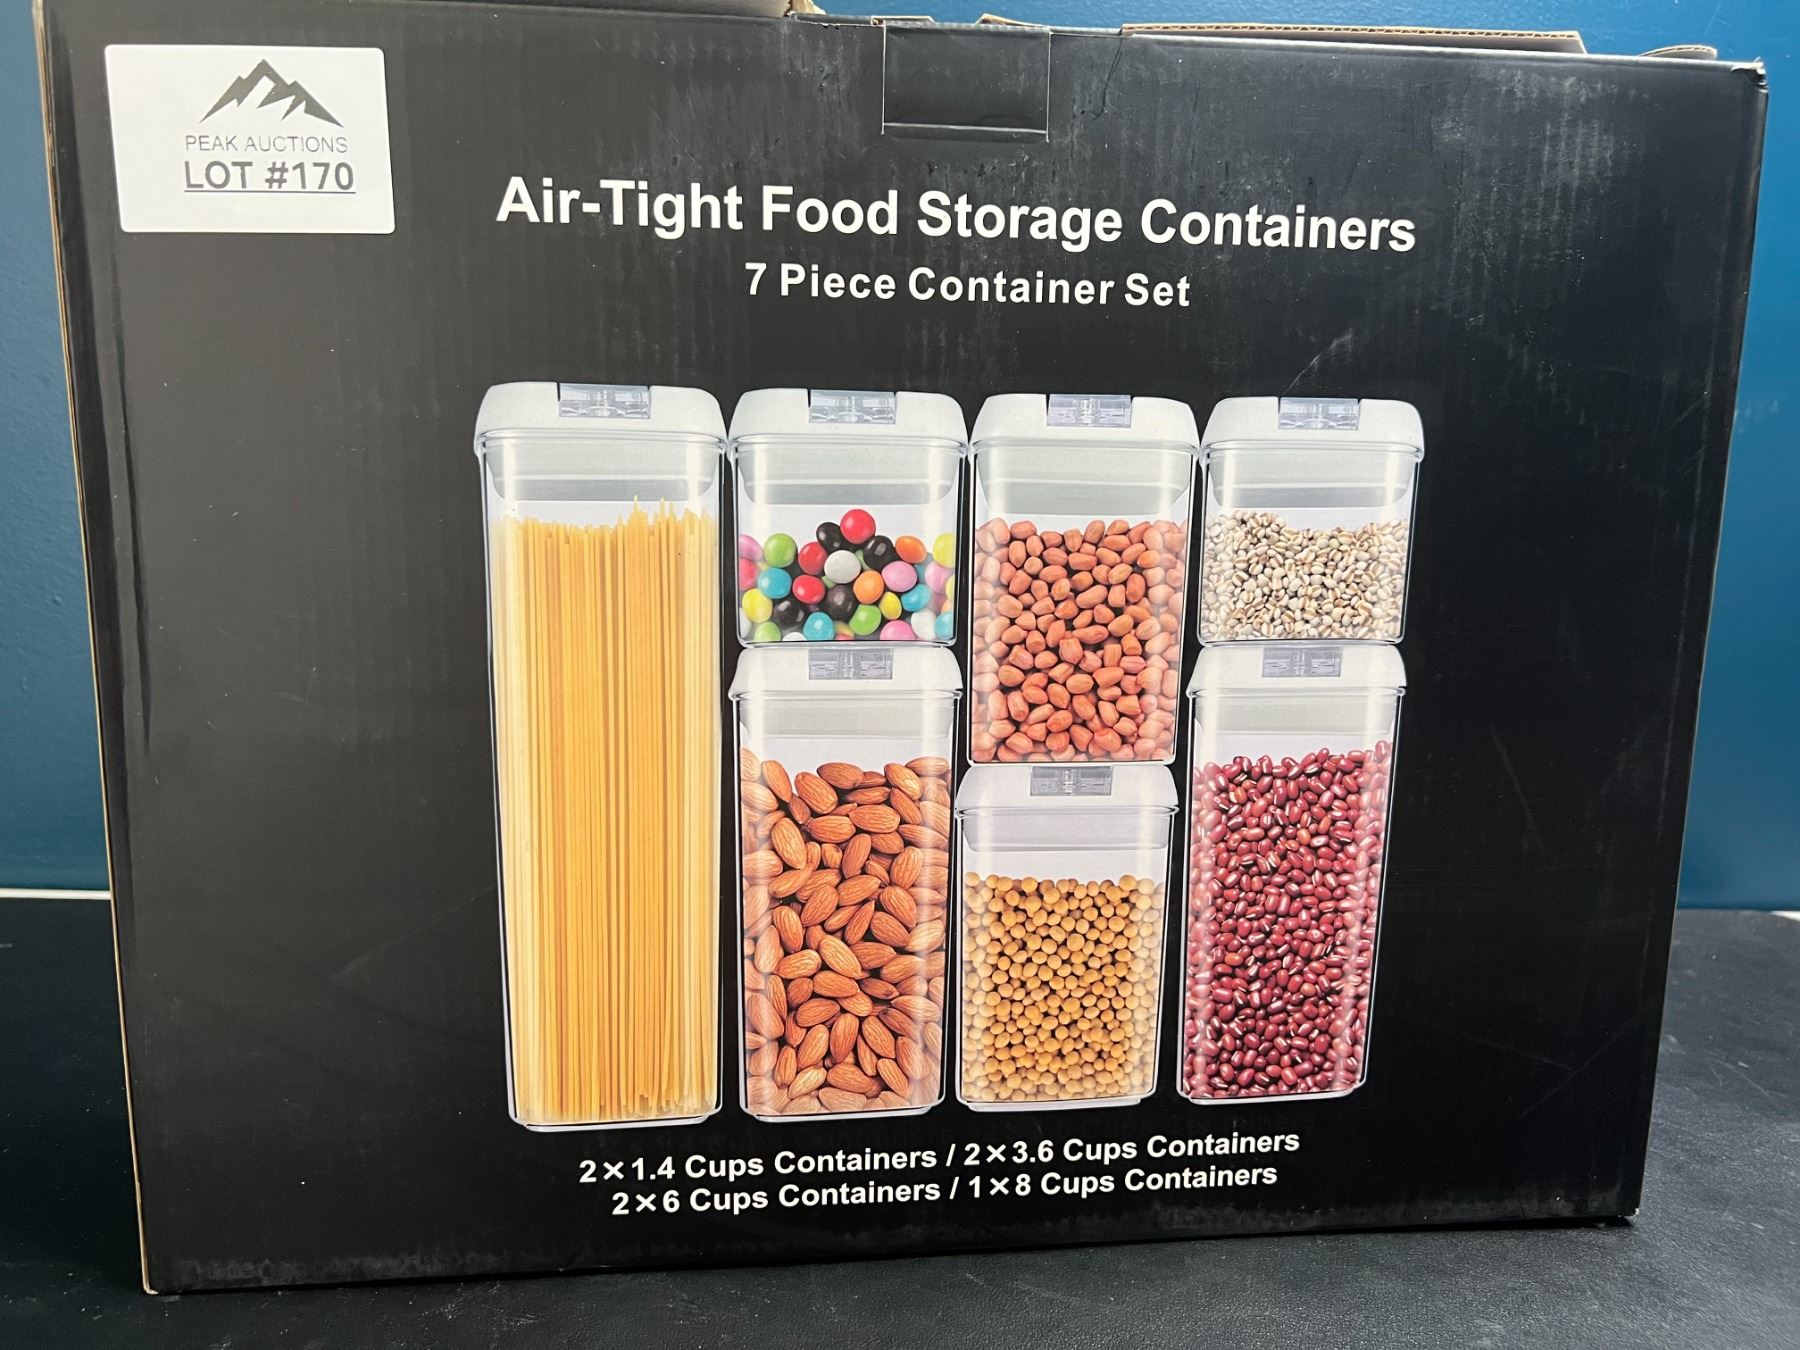 PEAK AUCTIONS
LOT #170
Air-Tight Food Storage Containers
7 Piece Container Set
2×1.4 Cups Containers / 2×3.6 Cups Containers
2×6 Cups Containers / 1×8 Cups Containers